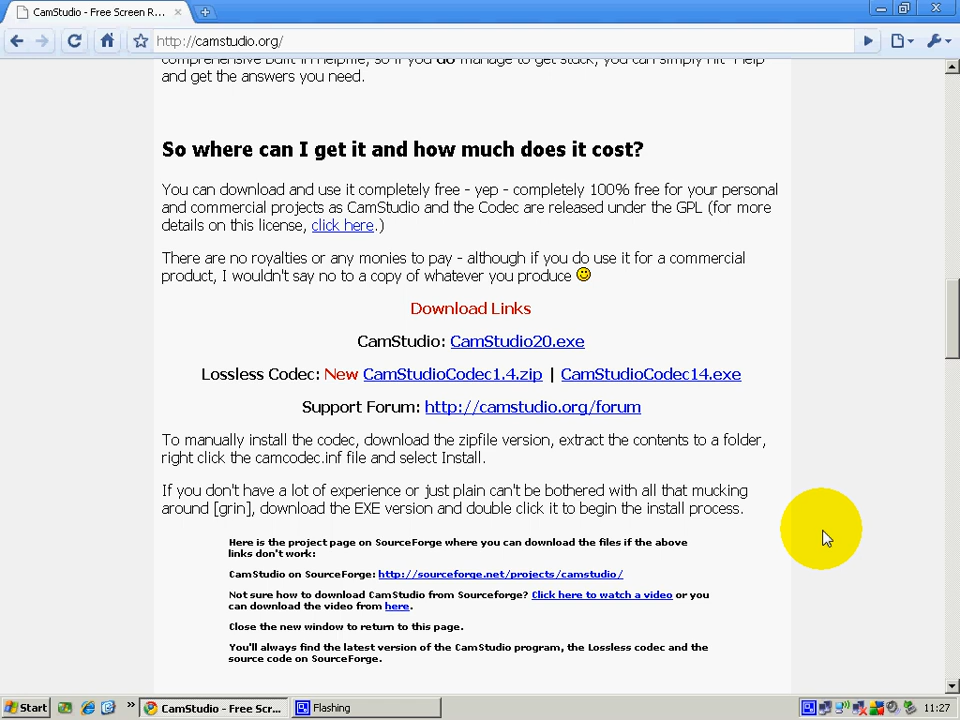 CamStudio - Free Screen R...
http://camstudio.org/
and get the answers you need.
So where can I get it and how much does it cost?
You can download and use it completely free - yep - completely 100% free for your personal
and commercial projects as CamStudio and the Codec are released under the GPL (for more
details on this license, click here.)
There are no royalties or any monies to pay - although if you do use it for a commercial
product, I wouldn't say no to a copy of whatever you produce
Download Links
CamStudio: CamStudio20.exe
Lossless Codec: New CamStudioCodec1.4.zip | CamStudioCodec14.exe
Support Forum: http://camstudio.org/forum
To manually install the codec, download the zipfile version, extract the contents to a folder,
right click the camcodec.inf file and select Install.
If you don't have a lot of experience or just plain can't be bothered with all that mucking
around [grin], download the EXE version and double click it to begin the install process.
Here is the project page on SourceForge where you can download the files if the above
links don't work:
CamStudio on SourceForge: http://sourceforge.net/projects/camstudio/
Not sure how to download CamStudio from Sourceforge? Click here to watch a video or you
can download the video from here.
Close the new window to return to this page.
You'll always find the latest version of the CamStudio program, the Lossless codec and the
source code on SourceForge.
Start
CamStudio - Free Scr...
Flashing
11:27